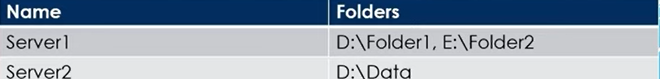 Name Folders
Server1 D:\Folder1, E:\Folder2
Server2 D:\Data